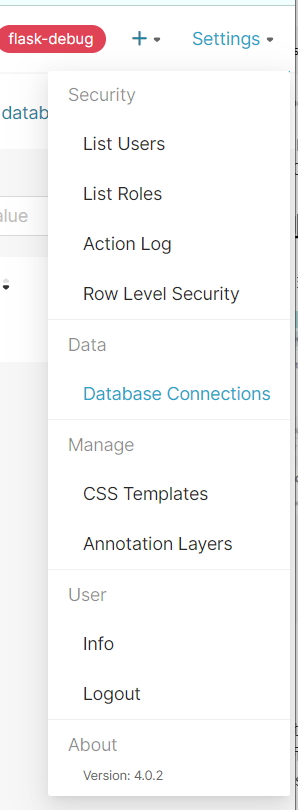 flask-debug
+
Settings
datab
alue
Security
List Users
List Roles
Action Log
Row Level Security
Data
Database Connections
Manage
CSS Templates
Annotation Layers
User
Info
Logout
About
Version: 4.0.2